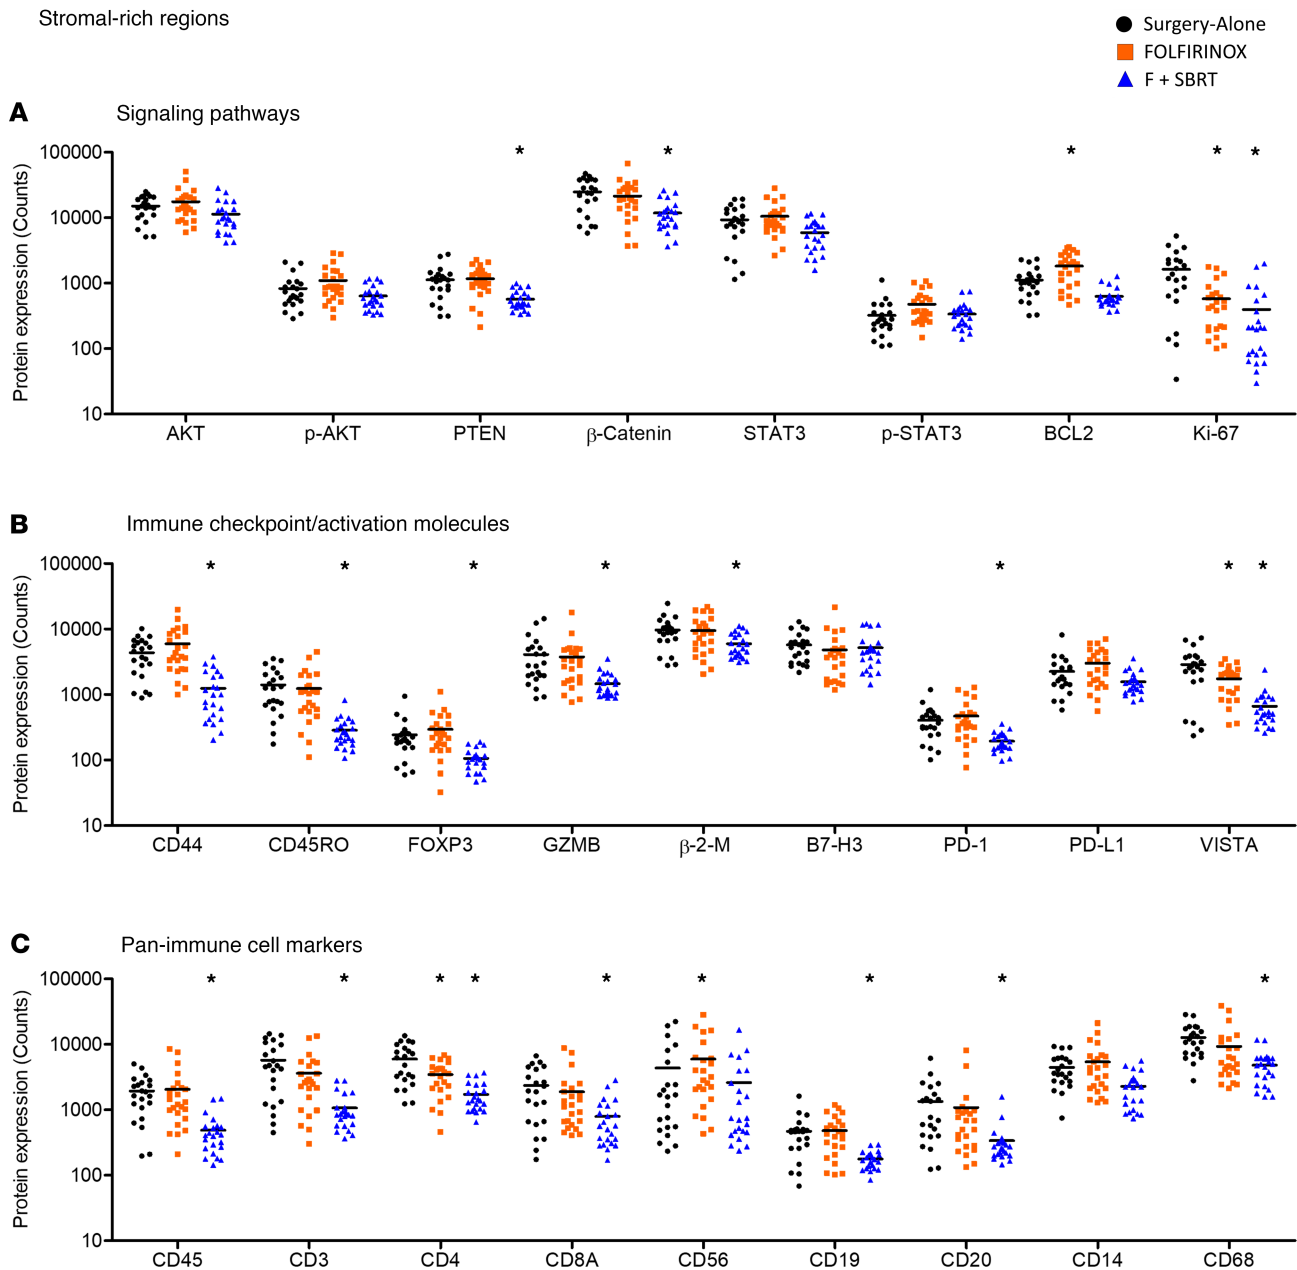 Stromal-rich regions
Surgery-Alone
FOLFIRINOX
F + SBRT
A
Signaling pathways
Protein expression (Counts)
100000
10000
1000
100
10
* * * * *
AKT p-AKT PTEN β-Catenin STAT3 p-STAT3 BCL2 Ki-67
B
Immune checkpoint/activation molecules
Protein expression (Counts)
100000
10000
1000
100
10
* * * * * * * *
CD44 CD45RO FOXP3 GZMB β-2-M B7-H3 PD-1 PD-L1 VISTA
C
Pan-immune cell markers
Protein expression (Counts)
100000
10000
1000
100
10
* * * * * * * * *
CD45 CD3 CD4 CD8A CD56 CD19 CD20 CD14 CD68